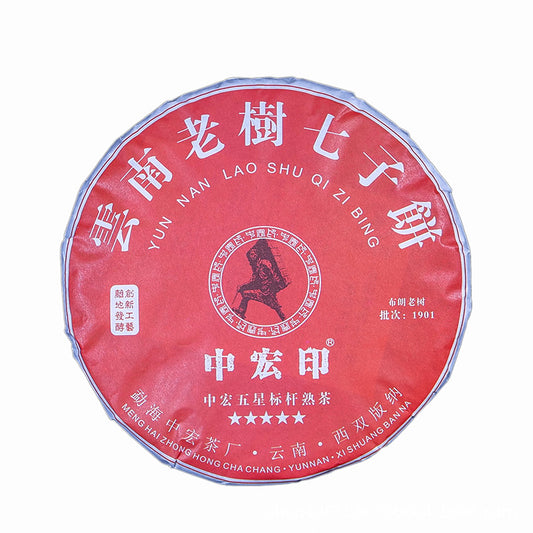 雲南老樹七子餅
YUN NAN LAO SHU QI ZI BING
創新工藝
離地發酵
布朗老树
批次：1901
中宏印®
中宏五星标杆熟茶
★★★★★
勐海中宏茶厂·云南·西双版纳
MENG HAI ZHONG HONG CHA CHANG·YUNNAN·XI SHUANG BAN NA